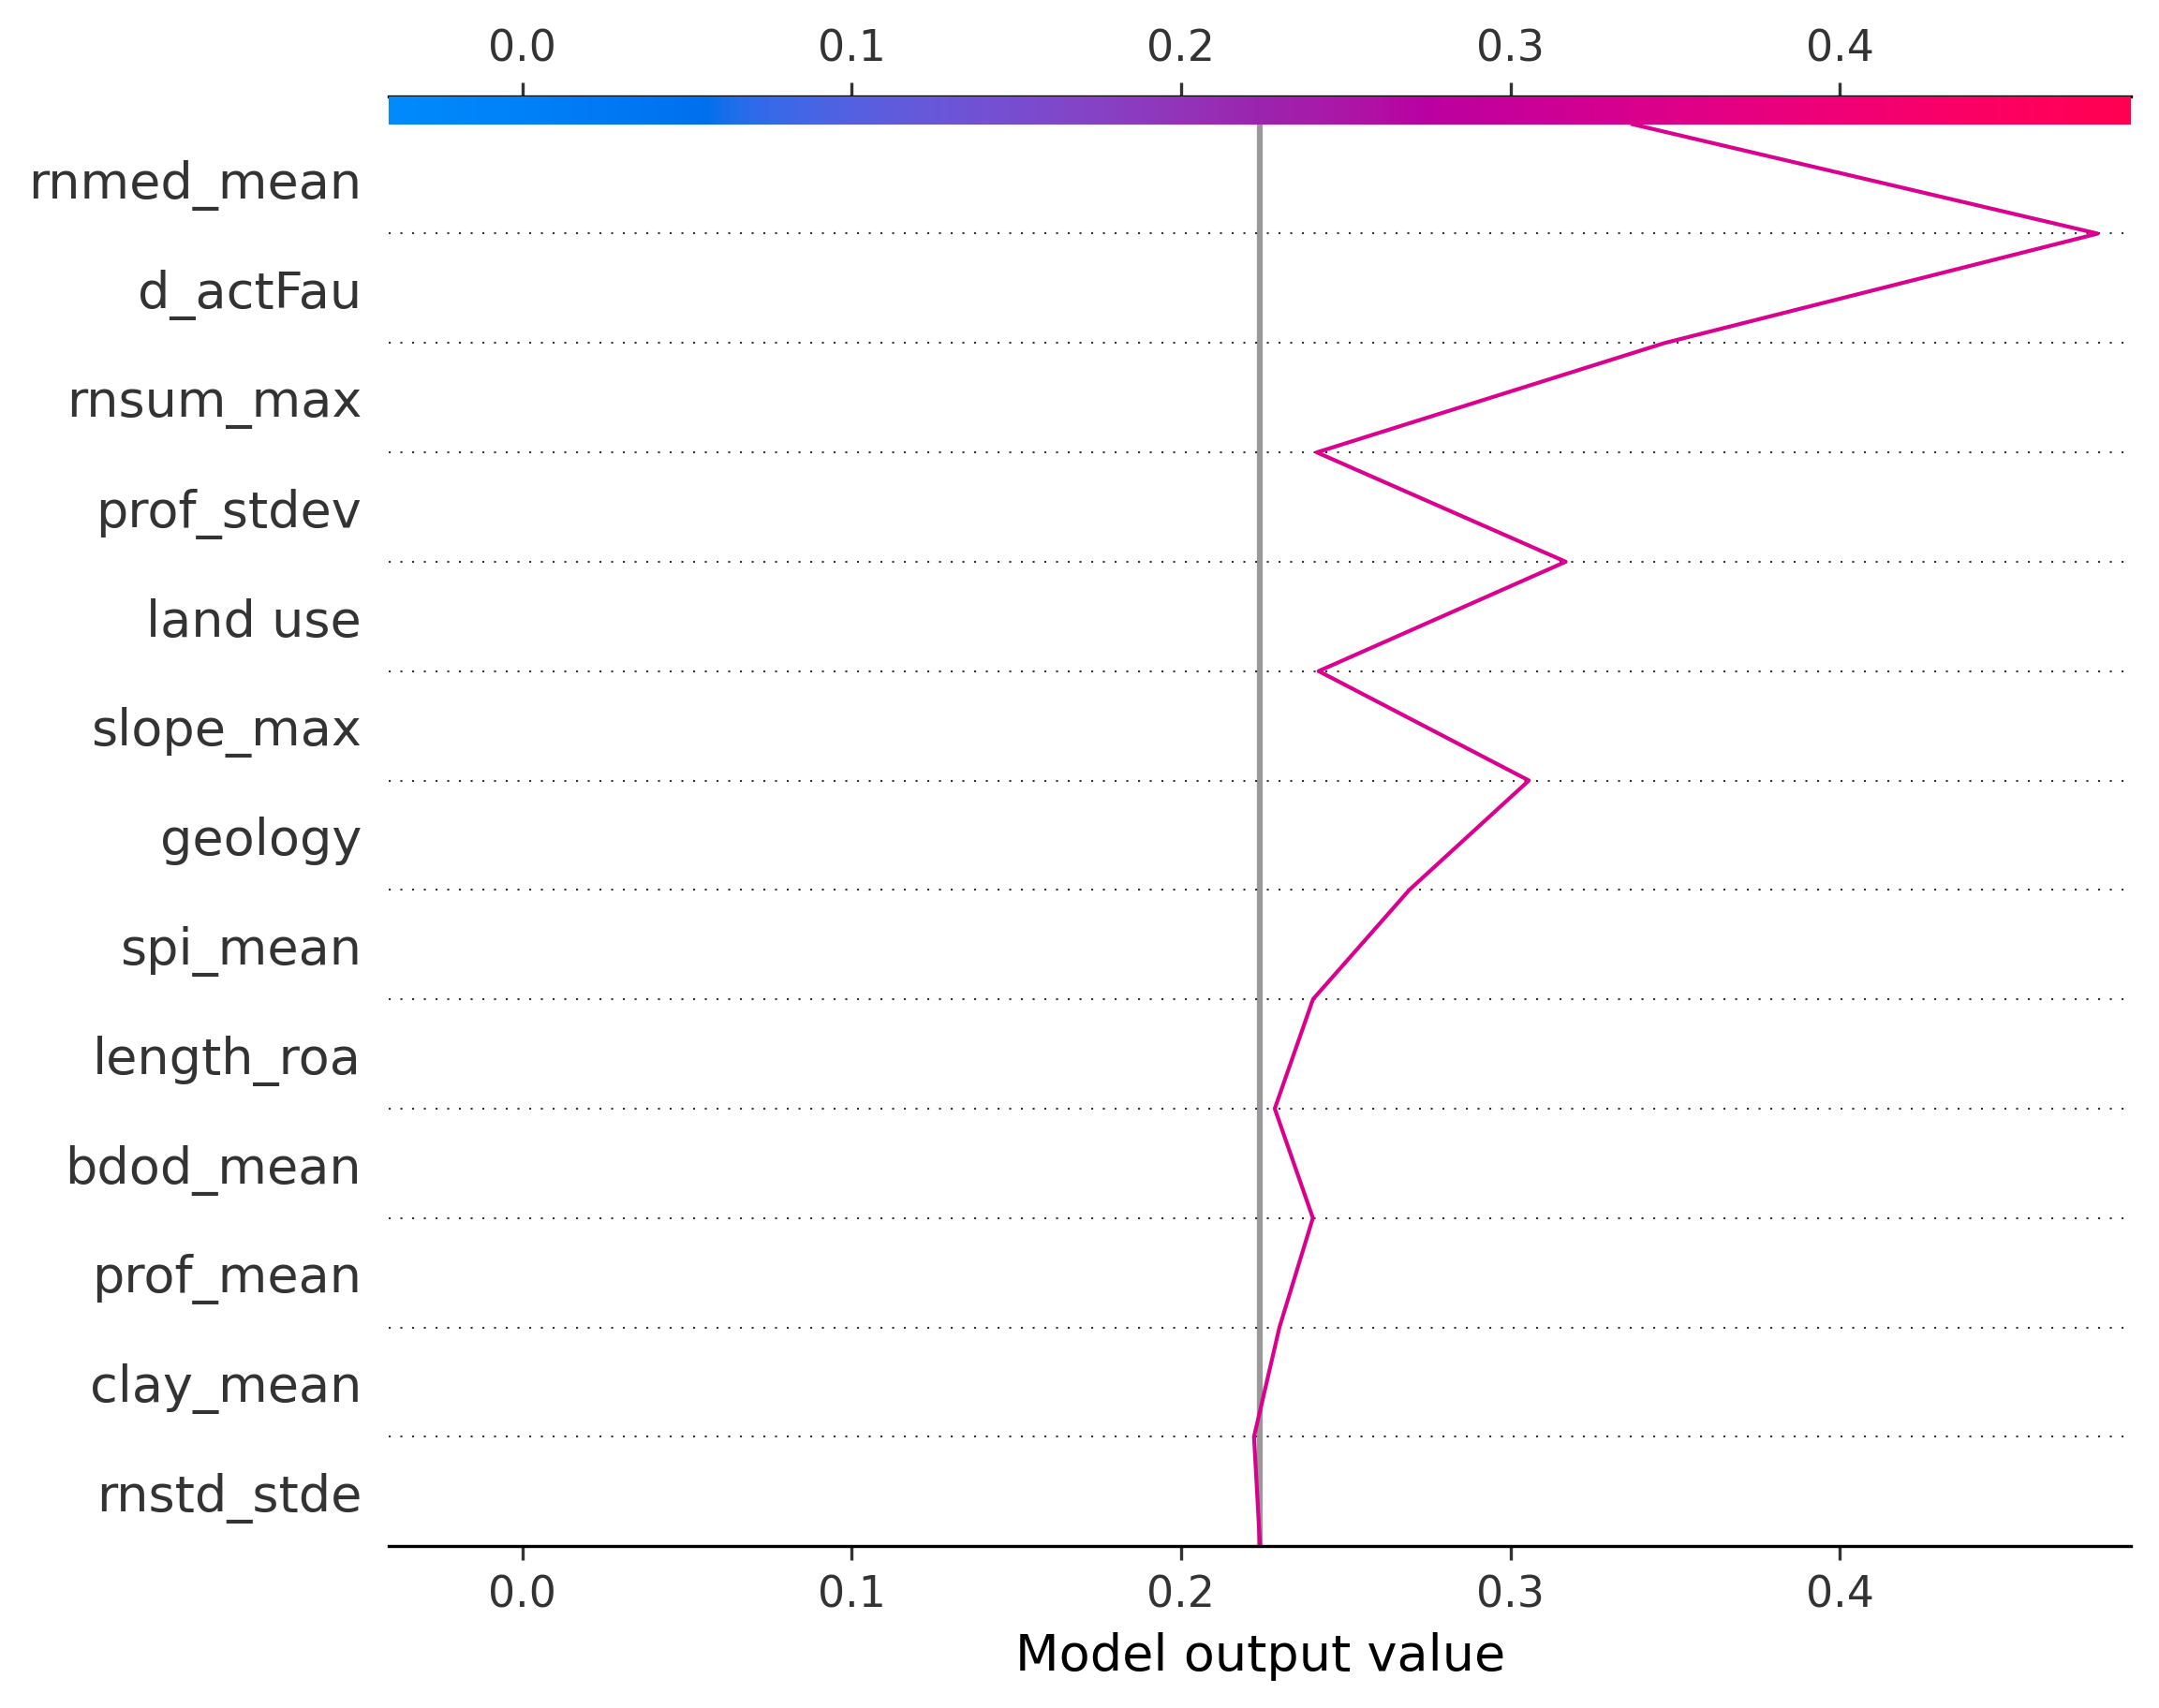 0.0 0.1 0.2 0.3 0.4
rnmed_mean
d_actFau
rnsum_max
prof_stdev
land use
slope_max
geology
spi_mean
length_roa
bdod_mean
prof_mean
clay_mean
rnstd_stde
0.0 0.1 0.2 0.3 0.4
Model output value